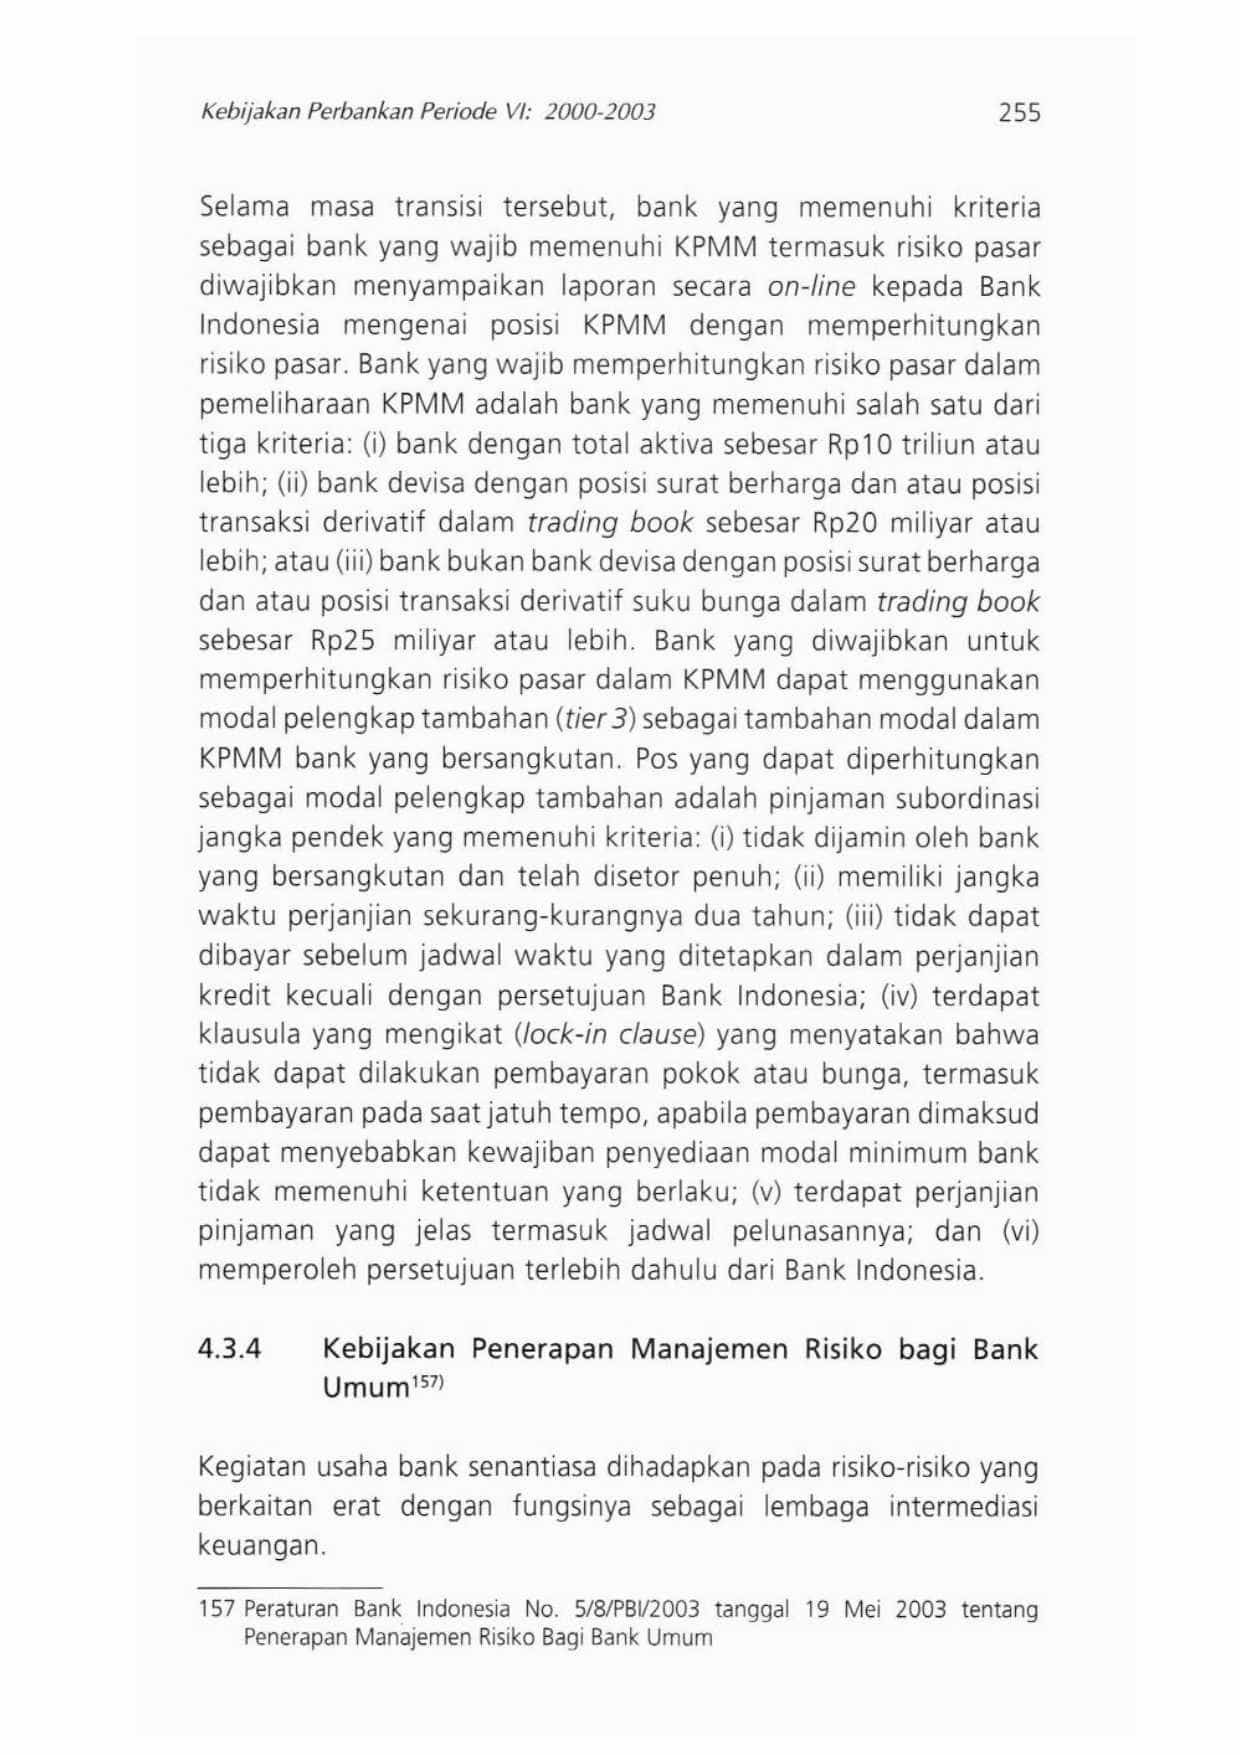 Kebijakan Perbankan Periode VI: 2000-2003 255
Selama masa transisi tersebut, bank yang memenuhi kriteria
sebagai bank yang wajib memenuhi KPMM termasuk risiko pasar
diwajibkan menyampaikan laporan secara on-line kepada Bank
Indonesia mengenai posisi KPMM dengan memperhitungkan
risiko pasar. Bank yang wajib memperhitungkan risiko pasar dalam
pemeliharaan KPMM adalah bank yang memenuhi salah satu dari
tiga kriteria: (i) bank dengan total aktiva sebesar Rp10 triliun atau
lebih; (ii) bank devisa dengan posisi surat berharga dan atau posisi
transaksi derivatif dalam trading book sebesar Rp20 miliyar atau
lebih; atau (iii) bank bukan bank devisa dengan posisi surat berharga
dan atau posisi transaksi derivatif suku bunga dalam trading book
sebesar Rp25 miliyar atau lebih. Bank yang diwajibkan untuk
memperhitungkan risiko pasar dalam KPMM dapat menggunakan
modal pelengkap tambahan (tier 3) sebagai tambahan modal dalam
KPMM bank yang bersangkutan. Pos yang dapat diperhitungkan
sebagai modal pelengkap tambahan adalah pinjaman subordinasi
jangka pendek yang memenuhi kriteria: (i) tidak dijamin oleh bank
yang bersangkutan dan telah disetor penuh; (ii) memiliki jangka
waktu perjanjian sekurang-kurangnya dua tahun; (iii) tidak dapat
dibayar sebelum jadwal waktu yang ditetapkan dalam perjanjian
kredit kecuali dengan persetujuan Bank Indonesia; (iv) terdapat
klausula yang mengikat (lock-in clause) yang menyatakan bahwa
tidak dapat dilakukan pembayaran pokok atau bunga, termasuk
pembayaran pada saat jatuh tempo, apabila pembayaran dimaksud
dapat menyebabkan kewajiban penyediaan modal minimum bank
tidak memenuhi ketentuan yang berlaku; (v) terdapat perjanjian
pinjaman yang jelas termasuk jadwal pelunasannya; dan (vi)
memperoleh persetujuan terlebih dahulu dari Bank Indonesia.
4.3.4 Kebijakan Penerapan Manajemen Risiko bagi Bank
Umum157)
Kegiatan usaha bank senantiasa dihadapkan pada risiko-risiko yang
berkaitan erat dengan fungsinya sebagai lembaga intermediasi
keuangan.
157 Peraturan Bank Indonesia No. 5/8/PBI/2003 tanggal 19 Mei 2003 tentang
Penerapan Manajemen Risiko Bagi Bank Umum